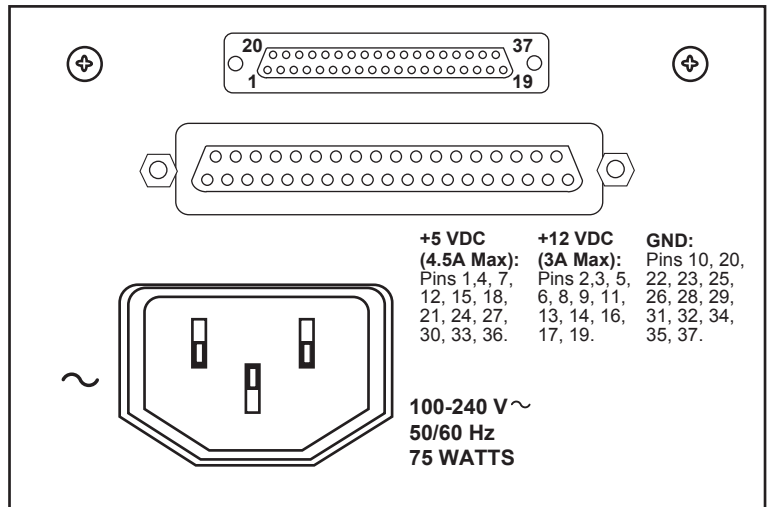 20 37
1 19
+5 VDC
(4.5A Max):
Pins 1,4, 7,
12, 15, 18,
21, 24, 27,
30, 33, 36.
+12 VDC
(3A Max):
Pins 2,3, 5,
6, 8, 9, 11,
13, 14, 16,
17, 19.
GND:
Pins 10, 20,
22, 23, 25,
26, 28, 29,
31, 32, 34,
35, 37.
~
100-240 V~
50/60 Hz
75 WATTS